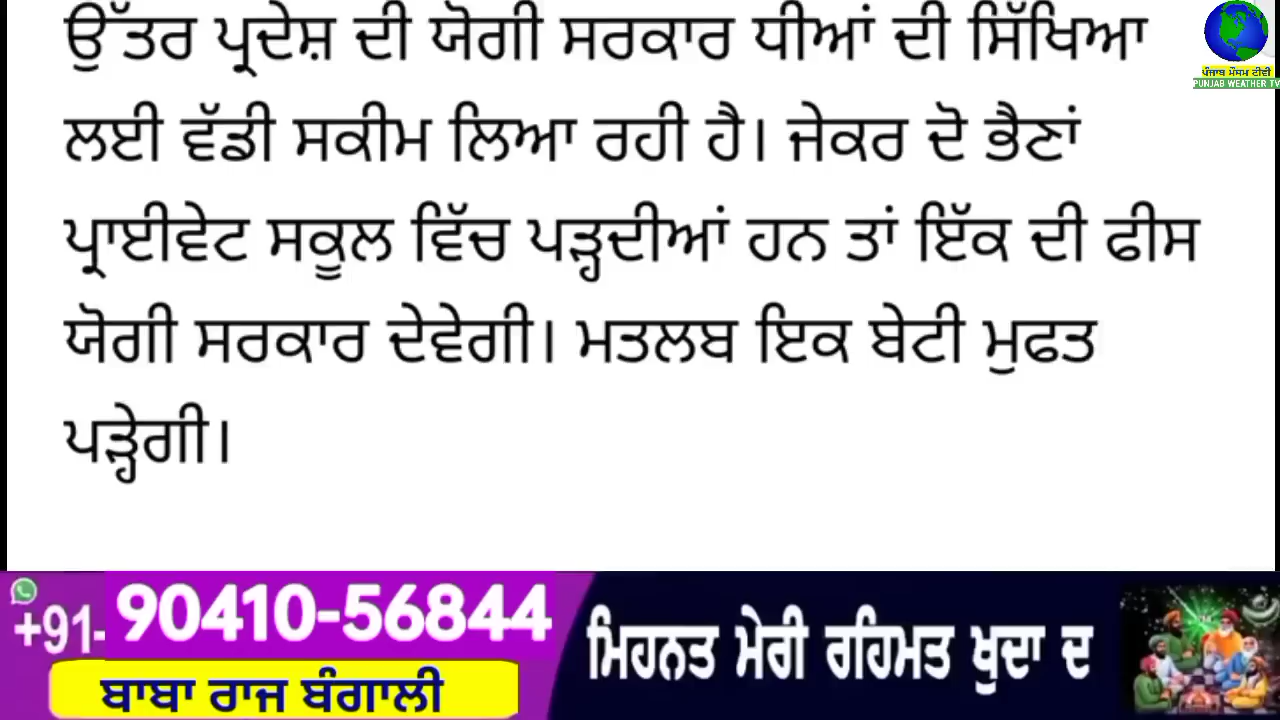 ਉੱਤਰ ਪ੍ਰਦੇਸ਼ ਦੀ ਯੋਗੀ ਸਰਕਾਰ ਧੀਆਂ ਦੀ ਸਿੱਖਿਆ
ਲਈ ਵੱਡੀ ਸਕੀਮ ਲਿਆ ਰਹੀ ਹੈ। ਜੇਕਰ ਦੋ ਭੈਣਾਂ
ਪ੍ਰਾਈਵੇਟ ਸਕੂਲ ਵਿੱਚ ਪੜ੍ਹਦੀਆਂ ਹਨ ਤਾਂ ਇੱਕ ਦੀ ਫੀਸ
ਯੋਗੀ ਸਰਕਾਰ ਦੇਵੇਗੀ। ਮਤਲਬ ਇਕ ਬੇਟੀ ਮੁਫਤ
ਪੜ੍ਹੇਗੀ।
ਪੰਜਾਬ ਮੌਸਮ ਟੀਵੀ
PUNJAB WEATHER TV
+91- 90410-56844
ਬਾਬਾ ਰਾਜ ਬੰਗਾਲੀ
ਮਿਹਨਤ ਮੇਰੀ ਰਹਿਮਤ ਖੁਦਾ ਦ